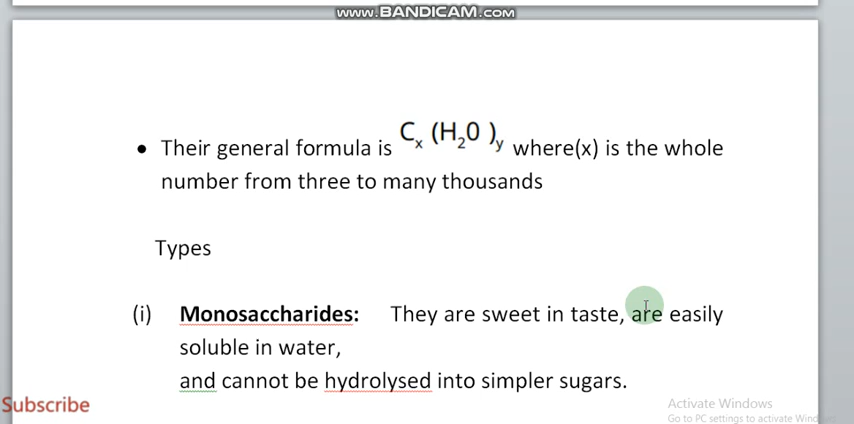 www.BANDICAM.com
• Their general formula is Cₓ (H₂0 )ᵧ where(x) is the whole
number from three to many thousands
Types
(i) Monosaccharides: They are sweet in taste, are easily
soluble in water,
and cannot be hydrolysed into simpler sugars.
Subscribe
Activate Windows
Go to PC settings to activate Wind